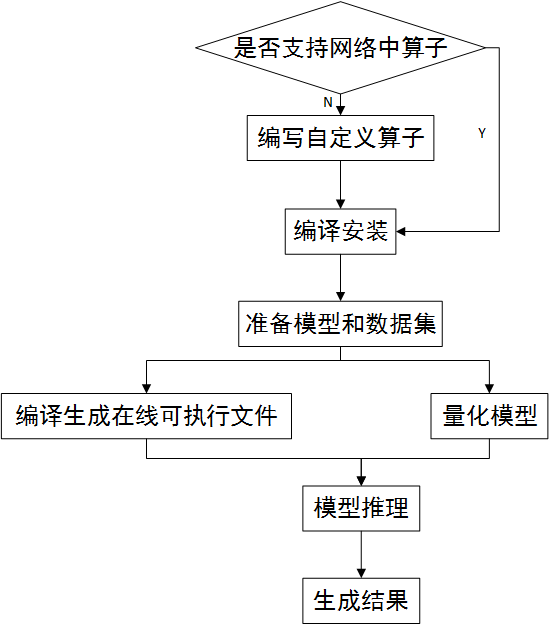 是否支持网络中算子
N
Y
编写自定义算子
编译安装
准备模型和数据集
编译生成在线可执行文件
量化模型
模型推理
生成结果